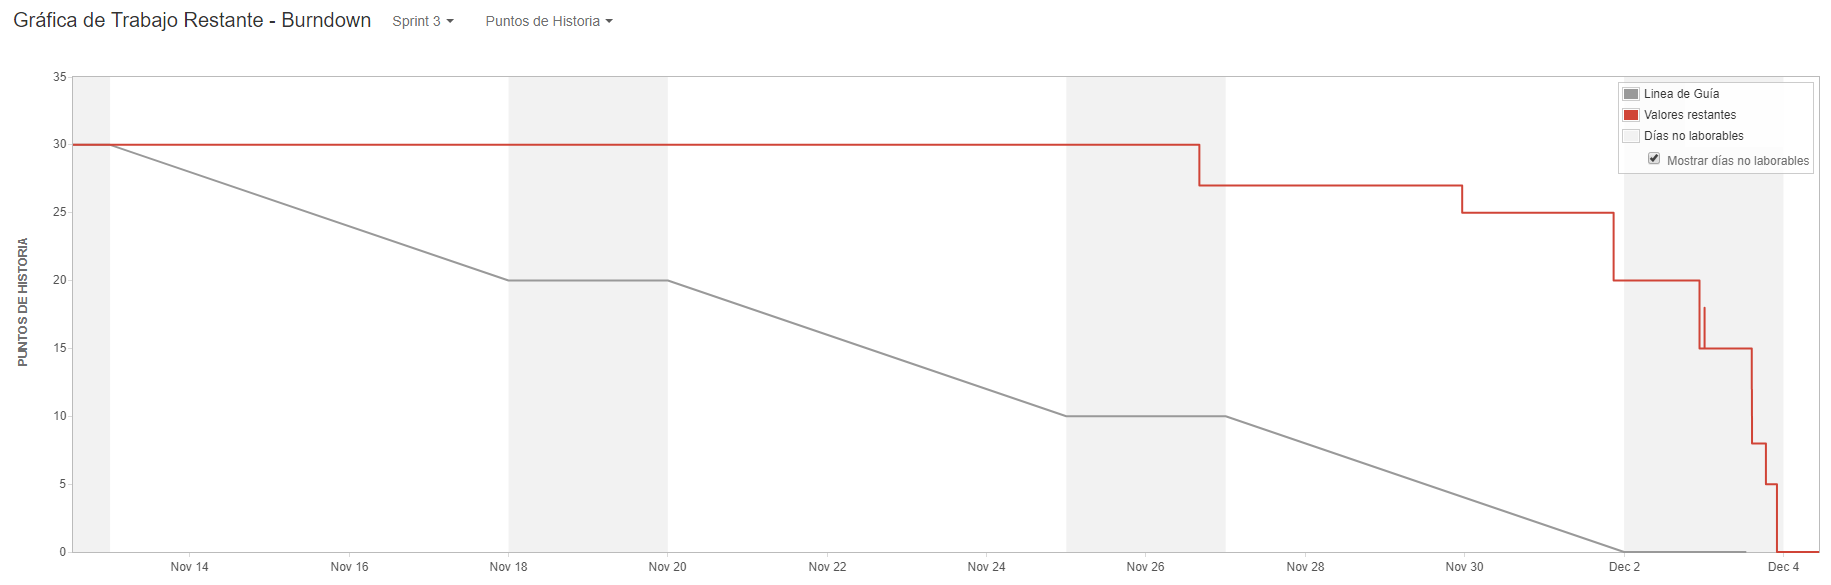 Gráfica de Trabajo Restante - Burndown Sprint 3 Puntos de Historia
35
30
25
20
15
10
5
0
PUNTOS DE HISTORIA
Linea de Guía
Valores restantes
Días no laborables
Mostrar días no laborables
Nov 14 Nov 16 Nov 18 Nov 20 Nov 22 Nov 24 Nov 26 Nov 28 Nov 30 Dec 2 Dec 4